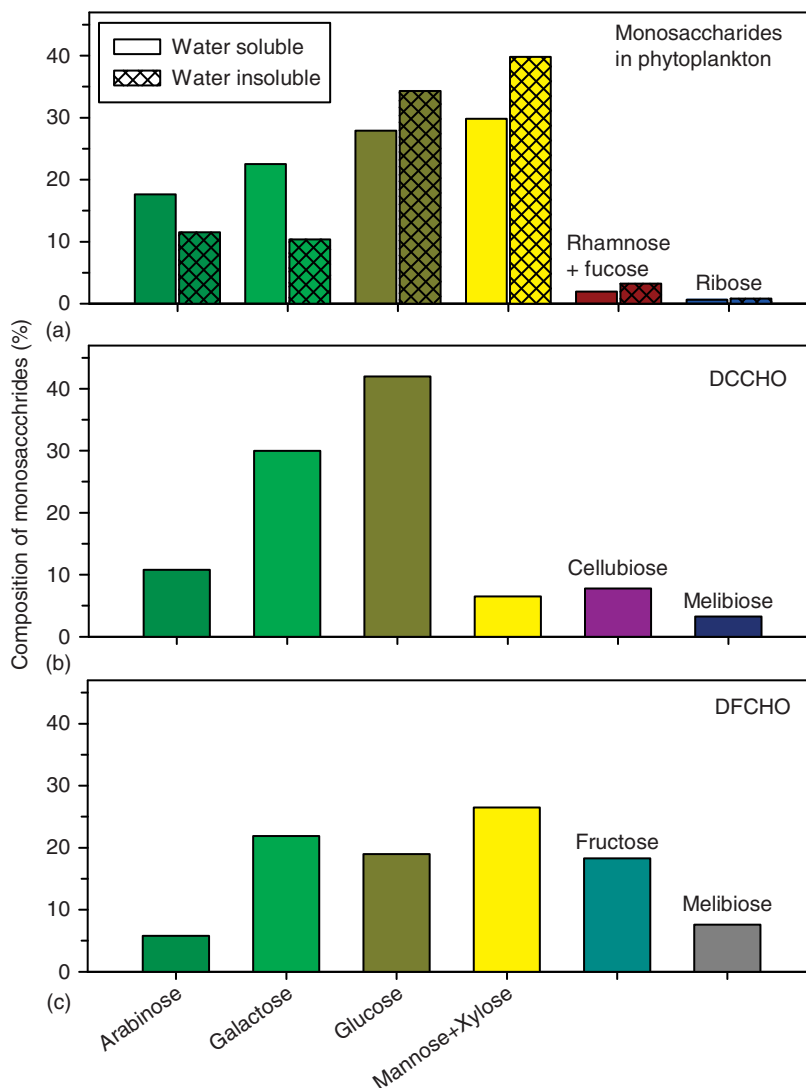 Composition of monosaccchrides (%)
Water soluble
Water insoluble
Monosaccharides
in phytoplankton
40
30
20
10
0
Rhamnose
+ fucose
Ribose
(a)
DCCHO
40
30
20
10
0
Cellubiose
Melibiose
(b)
DFCHO
40
30
20
10
0
Fructose
Melibiose
(c)
Arabinose
Galactose
Glucose
Mannose+Xylose